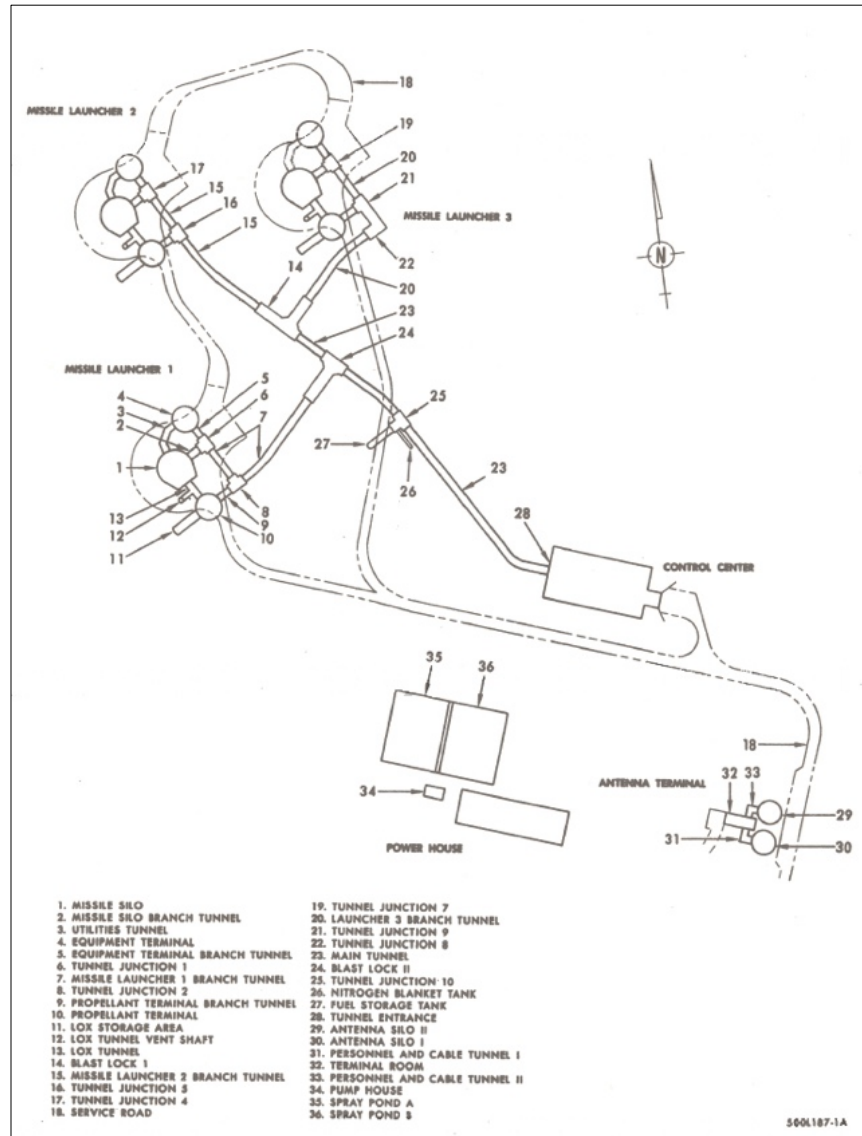 18
MISSILE LAUNCHER 2
19
17
20
15
21
16
15
MISSILE LAUNCHER 3
14
22
20
23
24
N
MISSILE LAUNCHER 1
5
4
6
25
3
7
2
27
1
26
23
13
8
28
12
9
10
11
CONTROL CENTER
35
36
18
ANTENNA TERMINAL
32
33
34
29
31
30
POWER HOUSE
1. MISSILE SILO
2. MISSILE SILO BRANCH TUNNEL
3. UTILITIES TUNNEL
4. EQUIPMENT TERMINAL
5. EQUIPMENT TERMINAL BRANCH TUNNEL
6. TUNNEL JUNCTION 1
7. MISSILE LAUNCHER 1 BRANCH TUNNEL
8. TUNNEL JUNCTION 2
9. PROPELLANT TERMINAL BRANCH TUNNEL
10. PROPELLANT TERMINAL
11. LOX STORAGE AREA
12. LOX TUNNEL VENT SHAFT
13. LOX TUNNEL
14. BLAST LOCK 1
15. MISSILE LAUNCHER 2 BRANCH TUNNEL
16. TUNNEL JUNCTION 5
17. TUNNEL JUNCTION 4
18. SERVICE ROAD
19. TUNNEL JUNCTION 7
20. LAUNCHER 3 BRANCH TUNNEL
21. TUNNEL JUNCTION 9
22. TUNNEL JUNCTION 8
23. MAIN TUNNEL
24. BLAST LOCK II
25. TUNNEL JUNCTION 10
26. NITROGEN BLANKET TANK
27. FUEL STORAGE TANK
28. TUNNEL ENTRANCE
29. ANTENNA SILO II
30. ANTENNA SILO I
31. PERSONNEL AND CABLE TUNNEL I
32. TERMINAL ROOM
33. PERSONNEL AND CABLE TUNNEL II
34. PUMP HOUSE
35. SPRAY POND A
36. SPRAY POND B
500L187-1A